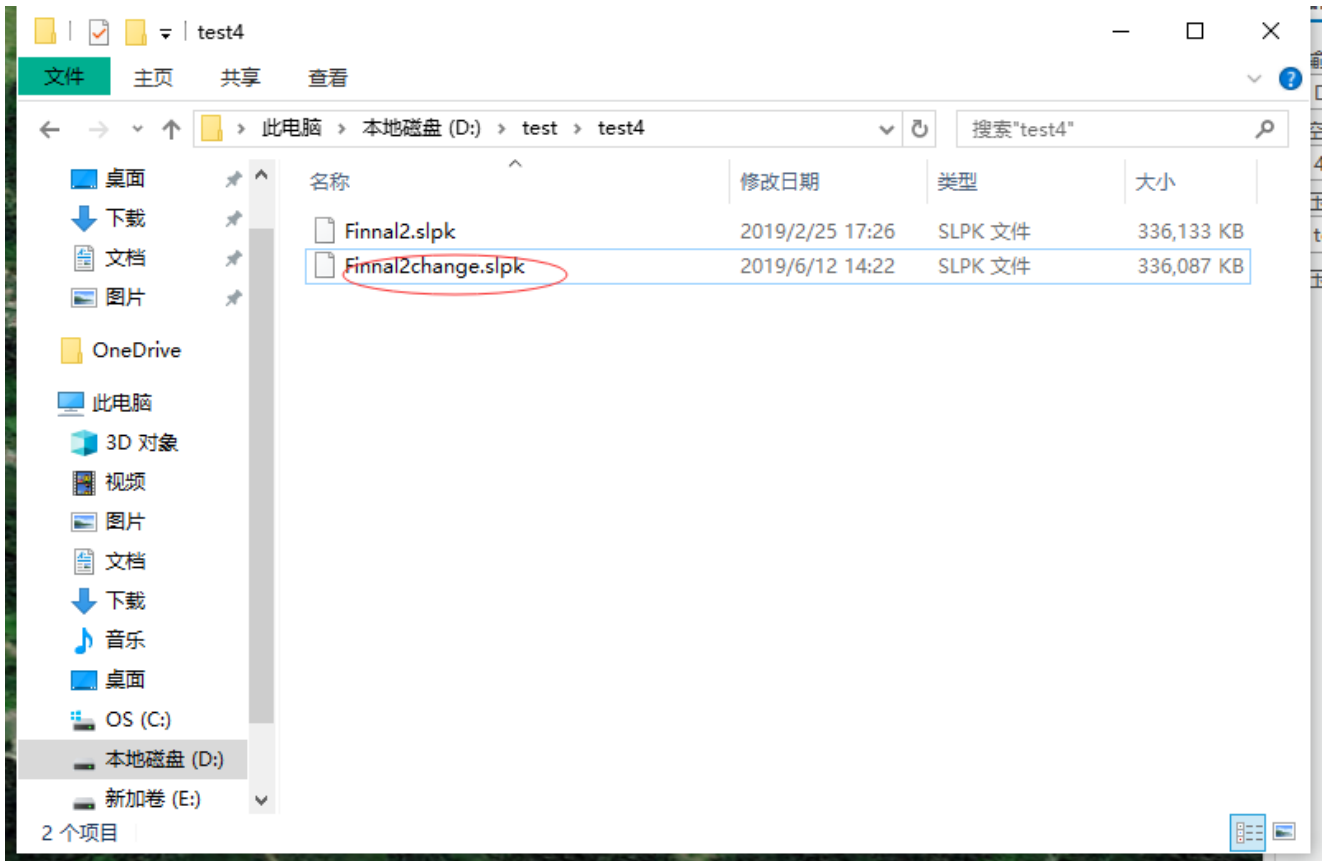 test4
文件 主页 共享 查看
此电脑 › 本地磁盘 (D:) › test › test4 搜索"test4"
名称 修改日期 类型 大小
Finnal2.slpk 2019/2/25 17:26 SLPK 文件 336,133 KB
Finnal2change.slpk 2019/6/12 14:22 SLPK 文件 336,087 KB
桌面
下载
文档
图片
OneDrive
此电脑
3D 对象
视频
图片
文档
下载
音乐
桌面
OS (C:)
本地磁盘 (D:)
新加卷 (E:)
2 个项目